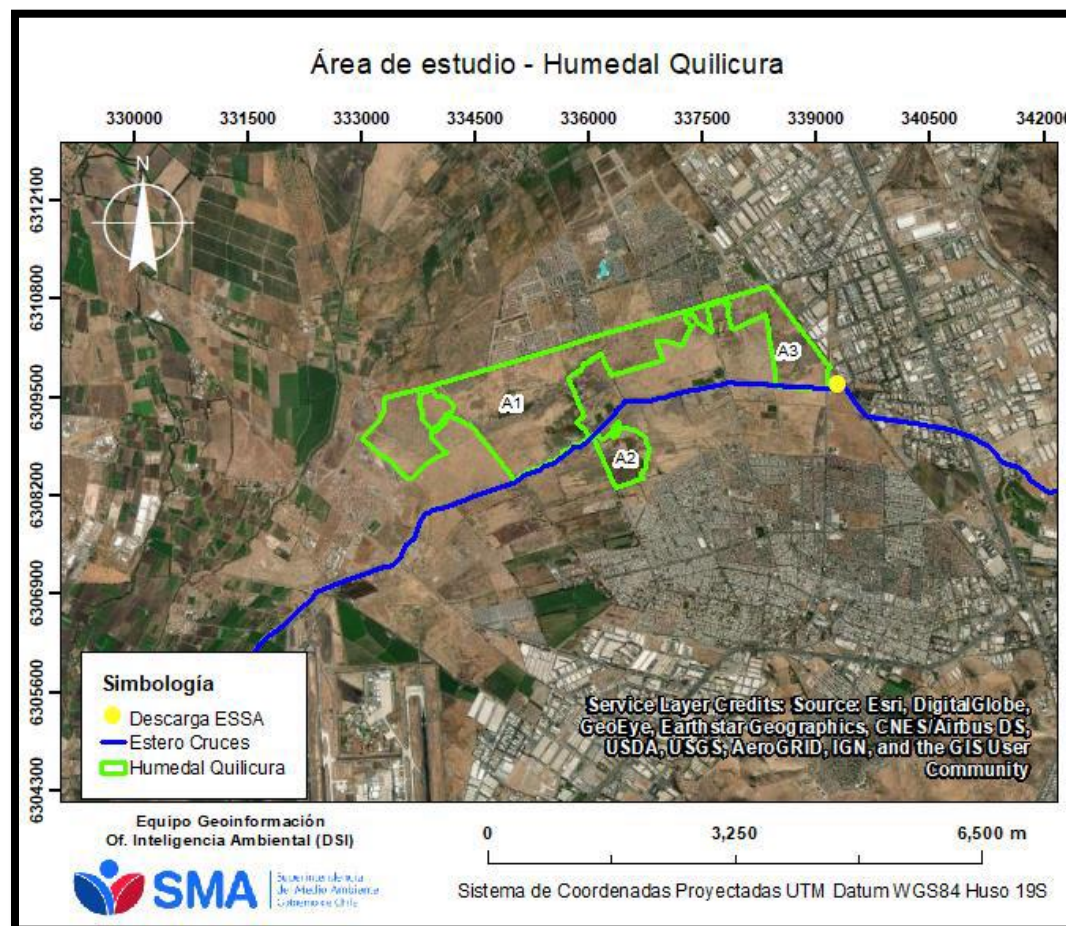 Área de estudio - Humedal Quilicura
330000 331500 333000 334500 336000 337500 339000 340500 342000
N
6312100
6310800
6309500
6308200
6306900
6305600
6304300
A1
A3
A2
Simbología
Descarga ESSA
Estero Cruces
Humedal Quilicura
Service Layer Credits: Source: Esri, DigitalGlobe,
GeoEye, Earthstar Geographics, CNES/Airbus DS,
USDA, USGS, AeroGRID, IGN, and the GIS User
Community
Equipo Geoinformación
Of. Inteligencia Ambiental (DSI)
0 3,250 6,500 m
SMA
Superintendencia
del Medio Ambiente
Gobierno de Chile
Sistema de Coordenadas Proyectadas UTM Datum WGS84 Huso 19S